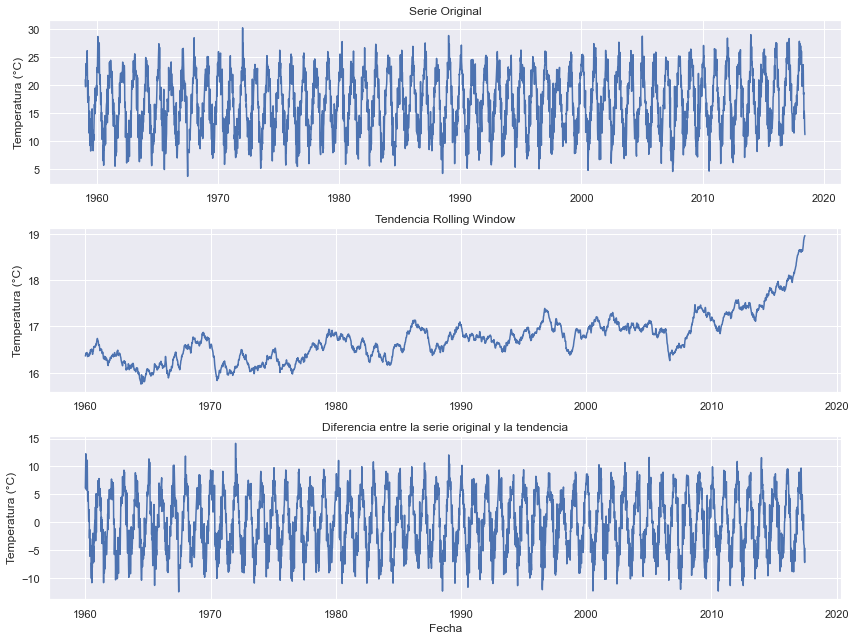 Serie Original
Temperatura (°C)
30
25
20
15
10
5
1960 1970 1980 1990 2000 2010 2020
Tendencia Rolling Window
Temperatura (°C)
19
18
17
16
1960 1970 1980 1990 2000 2010 2020
Diferencia entre la serie original y la tendencia
Temperatura (°C)
15
10
5
0
−5
−10
1960 1970 1980 1990 2000 2010 2020
Fecha